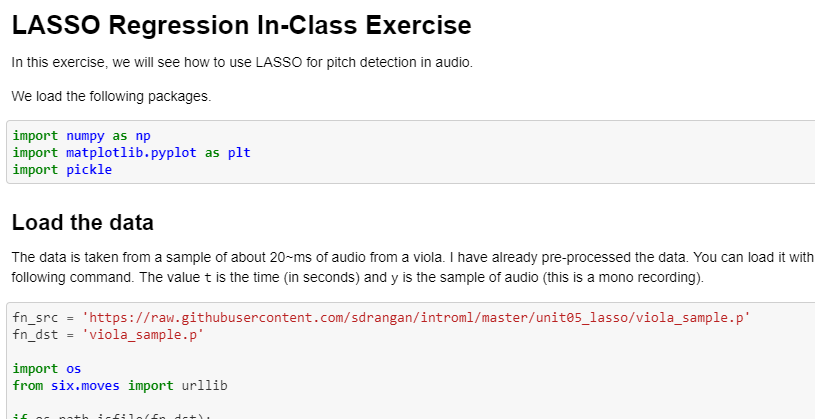 LASSO Regression In-Class Exercise
In this exercise, we will see how to use LASSO for pitch detection in audio.
We load the following packages.
import numpy as np
import matplotlib.pyplot as plt
import pickle
Load the data
The data is taken from a sample of about 20~ms of audio from a viola. I have already pre-processed the data. You can load it with
following command. The value t is the time (in seconds) and y is the sample of audio (this is a mono recording).
fn_src = 'https://raw.githubusercontent.com/sdrangan/introml/master/unit05_lasso/viola_sample.p'
fn_dst = 'viola_sample.p'
import os
from six.moves import urllib
if os.path.isfile(fn_dst):